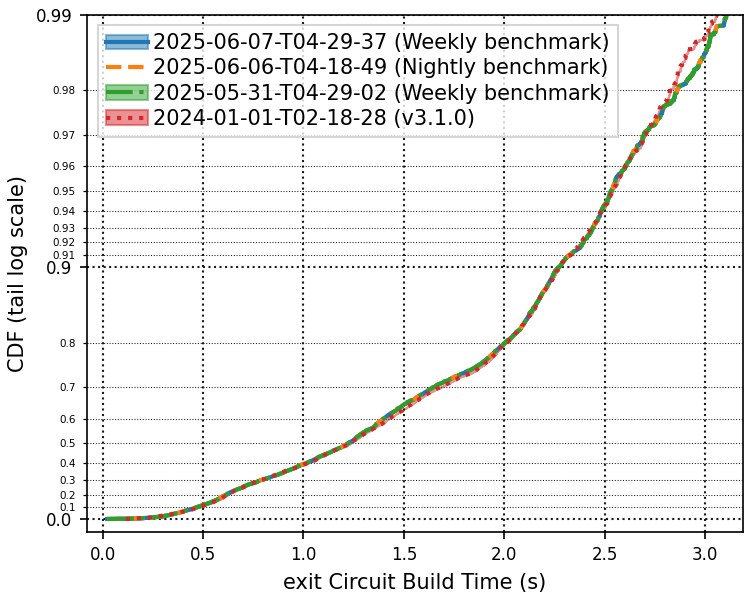 0.99
2025-06-07-T04-29-37 (Weekly benchmark)
2025-06-06-T04-18-49 (Nightly benchmark)
2025-05-31-T04-29-02 (Weekly benchmark)
2024-01-01-T02-18-28 (v3.1.0)
0.98
0.97
0.96
0.95
0.94
0.93
0.92
0.91
0.9
0.8
0.7
0.6
0.5
0.4
0.3
0.2
0.1
0.0
CDF (tail log scale)
0.0 0.5 1.0 1.5 2.0 2.5 3.0
exit Circuit Build Time (s)